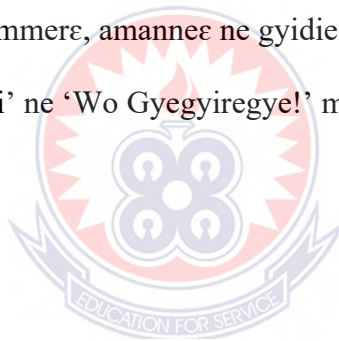 mmerɛ, amanneɛ ne gyidie
i’ ne ‘Wo Gyegyiregye!’ m
EDUCATION FOR SERVICE